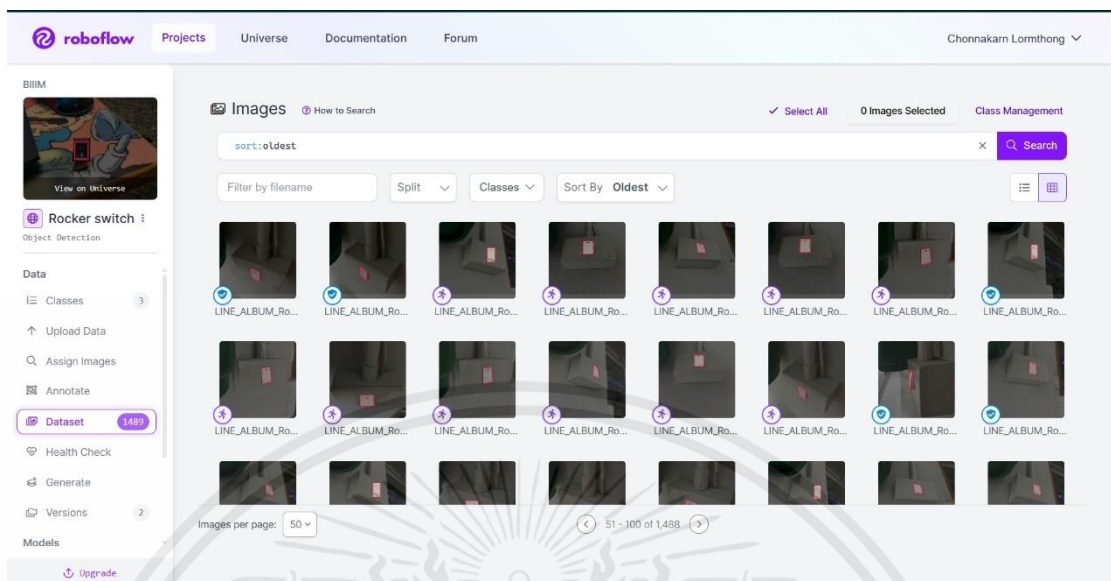 roboflow Projects Universe Documentation Forum Chonnakarn Lormthong
BIIIM
View on Universe
Rocker switch
Object Detection
Data
Classes 3
Upload Data
Assign Images
Annotate
Dataset 1489
Health Check
Generate
Versions 2
Models
Upgrade
Images How to Search Select All 0 Images Selected Class Management
sort:oldest Search
Filter by filename Split Classes Sort By Oldest
LINE_ALBUM_Ro... LINE_ALBUM_Ro... LINE_ALBUM_Ro... LINE_ALBUM_Ro... LINE_ALBUM_Ro... LINE_ALBUM_Ro... LINE_ALBUM_Ro... LINE_ALBUM_Ro...
LINE_ALBUM_Ro... LINE_ALBUM_Ro... LINE_ALBUM_Ro... LINE_ALBUM_Ro... LINE_ALBUM_Ro... LINE_ALBUM_Ro... LINE_ALBUM_Ro... LINE_ALBUM_Ro...
Images per page: 50 51 - 100 of 1,488